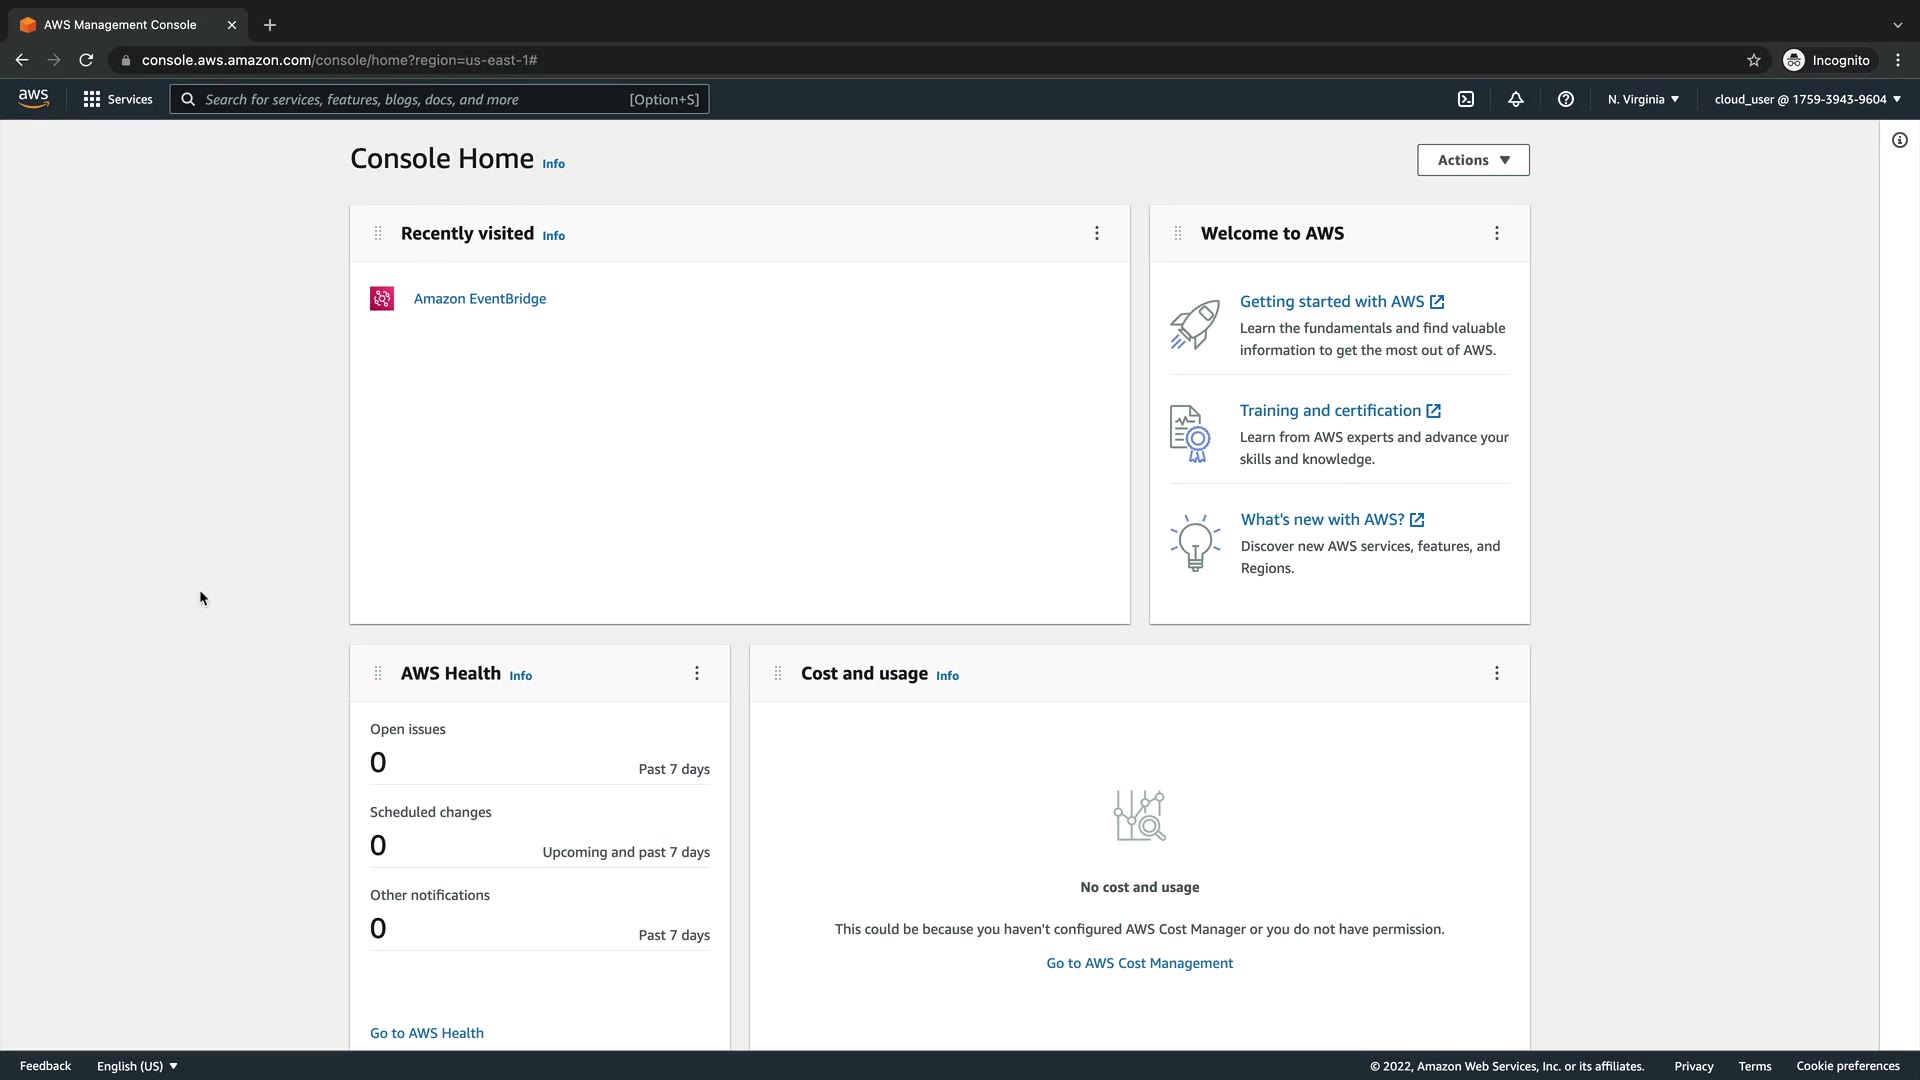 AWS Management Console
console.aws.amazon.com/console/home?region=us-east-1#
Incognito
aws
Services
Search for services, features, blogs, docs, and more
[Option+S]
N. Virginia
cloud_user @ 1759-3943-9604
Console Home Info
Actions
Recently visited Info
Amazon EventBridge
Welcome to AWS
Getting started with AWS
Learn the fundamentals and find valuable
information to get the most out of AWS.
Training and certification
Learn from AWS experts and advance your
skills and knowledge.
What's new with AWS?
Discover new AWS services, features, and
Regions.
AWS Health Info
Open issues
0
Past 7 days
Scheduled changes
0
Upcoming and past 7 days
Other notifications
0
Past 7 days
Go to AWS Health
Cost and usage Info
No cost and usage
This could be because you haven't configured AWS Cost Manager or you do not have permission.
Go to AWS Cost Management
Feedback
English (US)
© 2022, Amazon Web Services, Inc. or its affiliates.
Privacy
Terms
Cookie preferences